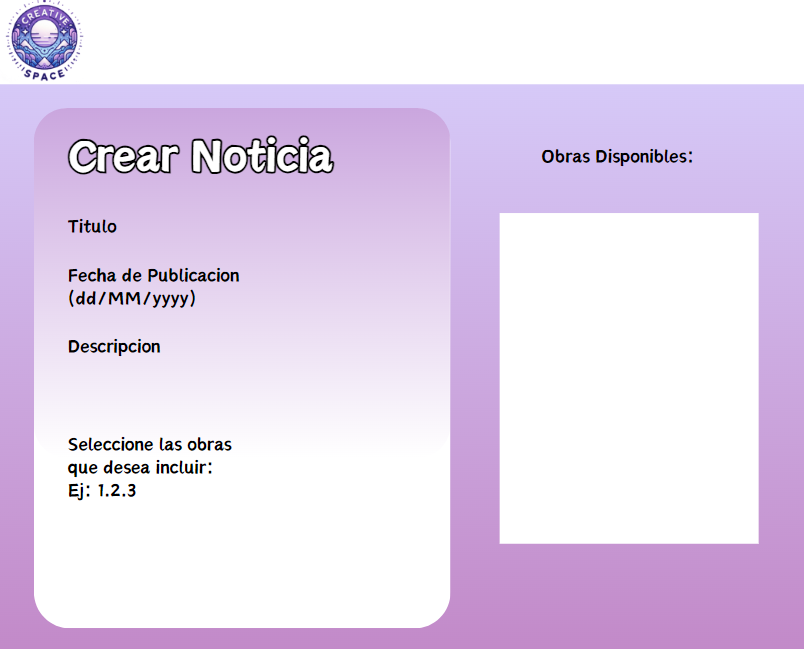 CREATIVE
SPACE
Crear Noticia
Titulo
Fecha de Publicacion
(dd/MM/yyyy)
Descripcion
Seleccione las obras
que desea incluir:
Ej: 1.2.3
Obras Disponibles: